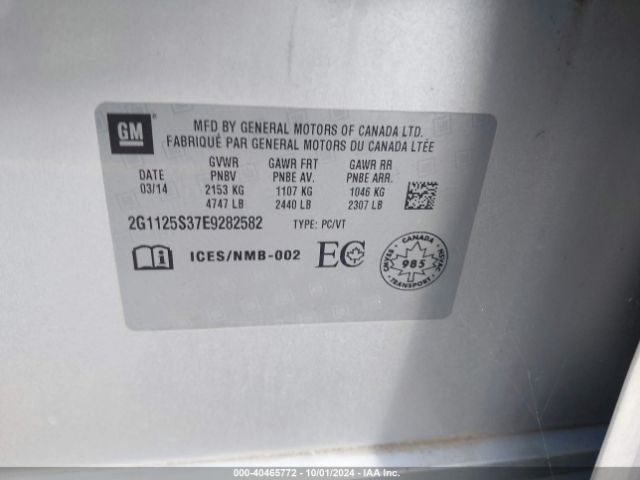 GM
MFD BY GENERAL MOTORS OF CANADA LTD.
FABRIQUÉ PAR GENERAL MOTORS DU CANADA LTÉE
GVWR GAWR FRT GAWR RR
DATE PNBV PNBE AV. PNBE ARR.
03/14 2153 KG 1107 KG 1046 KG
4747 LB 2440 LB 2307 LB
2G1125S37E9282582 TYPE: PC/VT
ICES/NMB-002 EC
CANADA
CMVSS 985 NSVAC
TRANSPORT
000-40465772 - 10/01/2024 - IAA Inc.